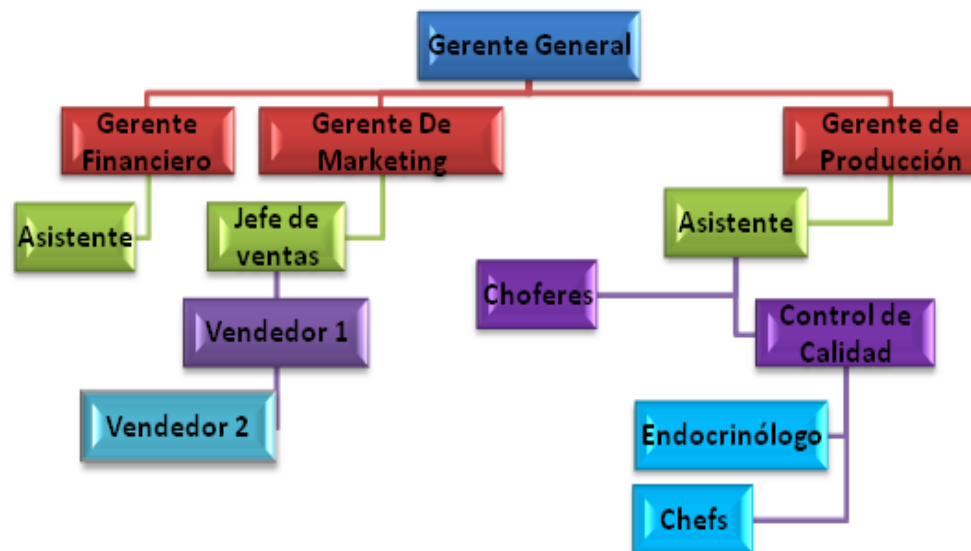 Gerente General
Gerente
Financiero
Gerente De
Marketing
Gerente de
Producción
Asistente
Jefe de
ventas
Asistente
Choferes
Vendedor 1
Control de
Calidad
Vendedor 2
Endocrinólogo
Chefs